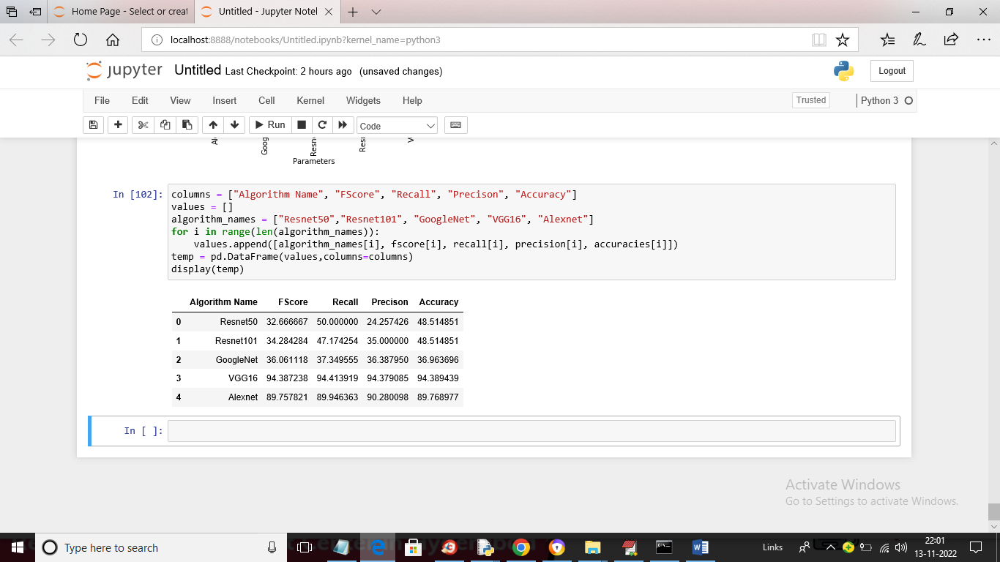 Home Page - Select or creat
Untitled - Jupyter Notel
localhost:8888/notebooks/Untitled.ipynb?kernel_name=python3
jupyter Untitled Last Checkpoint: 2 hours ago (unsaved changes)
Logout
File Edit View Insert Cell Kernel Widgets Help
Trusted
Python 3
Run
Code
Goog
Resn
Parameters
In [102]:
columns = ["Algorithm Name", "FScore", "Recall", "Precison", "Accuracy"]
values = []
algorithm_names = ["Resnet50","Resnet101", "GoogleNet", "VGG16", "Alexnet"]
for i in range(len(algorithm_names)):
    values.append([algorithm_names[i], fscore[i], recall[i], precision[i], accuracies[i]])
temp = pd.DataFrame(values,columns=columns)
display(temp)
Algorithm Name FScore Recall Precison Accuracy
0 Resnet50 32.666667 50.000000 24.257426 48.514851
1 Resnet101 34.284284 47.174254 35.000000 48.514851
2 GoogleNet 36.061118 37.349555 36.387950 36.963696
3 VGG16 94.387238 94.413919 94.379085 94.389439
4 Alexnet 89.757821 89.946363 90.280098 89.768977
In [ ]:
Activate Windows
Go to Settings to activate Windows.
Type here to search
Links
22:01
13-11-2022